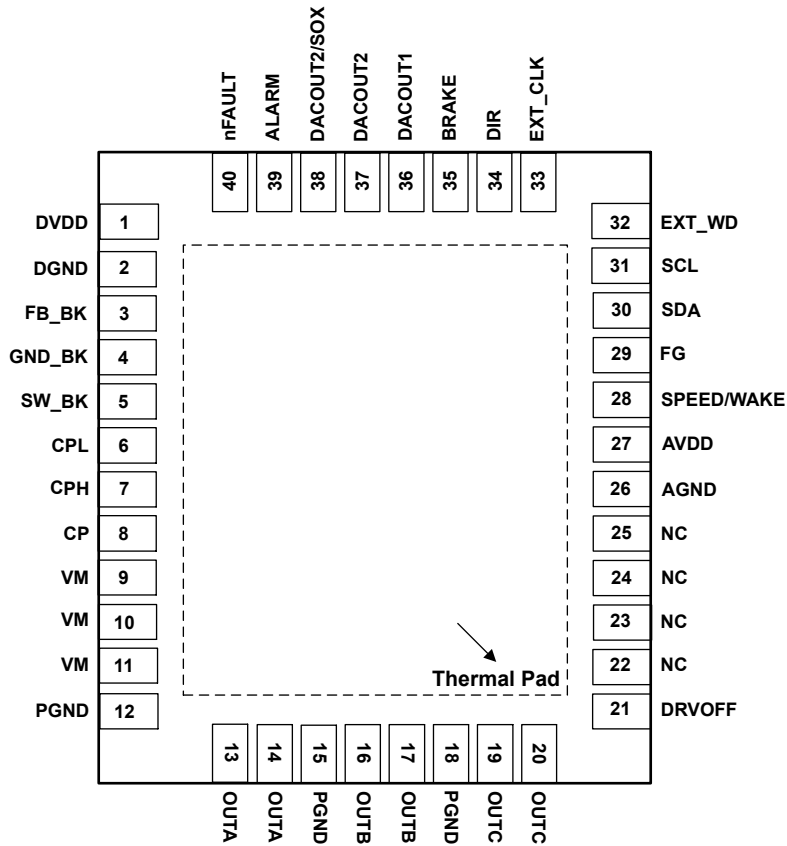 nFAULT
ALARM
DACOUT2/SOX
DACOUT2
DACOUT1
BRAKE
DIR
EXT_CLK
40
39
38
37
36
35
34
33
DVDD 1
DGND 2
FB_BK 3
GND_BK 4
SW_BK 5
CPL 6
CPH 7
CP 8
VM 9
VM 10
VM 11
PGND 12
32 EXT_WD
31 SCL
30 SDA
29 FG
28 SPEED/WAKE
27 AVDD
26 AGND
25 NC
24 NC
23 NC
22 NC
21 DRVOFF
Thermal Pad
13
14
15
16
17
18
19
20
OUTA
OUTA
PGND
OUTB
OUTB
PGND
OUTC
OUTC